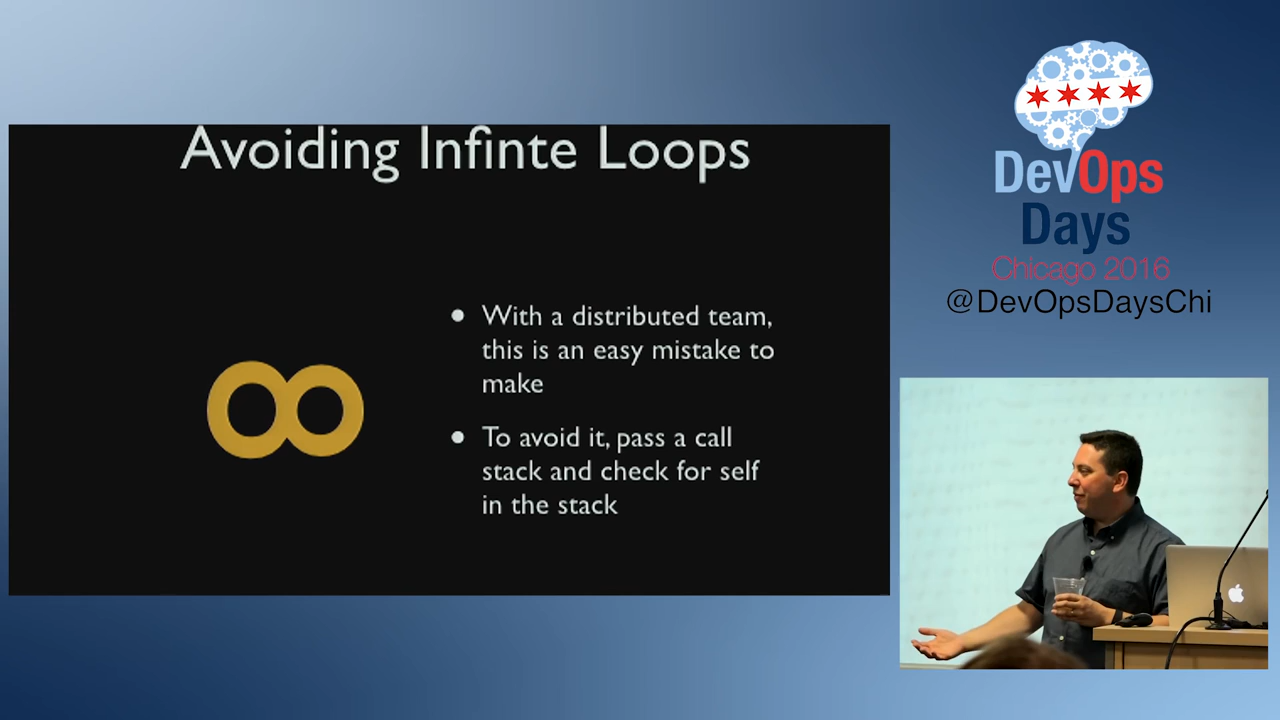 Avoiding Infinte Loops
With a distributed team,
this is an easy mistake to
make
To avoid it, pass a call
stack and check for self
in the stack
DevOps
Days
Chicago 2016
@DevOpsDaysChi